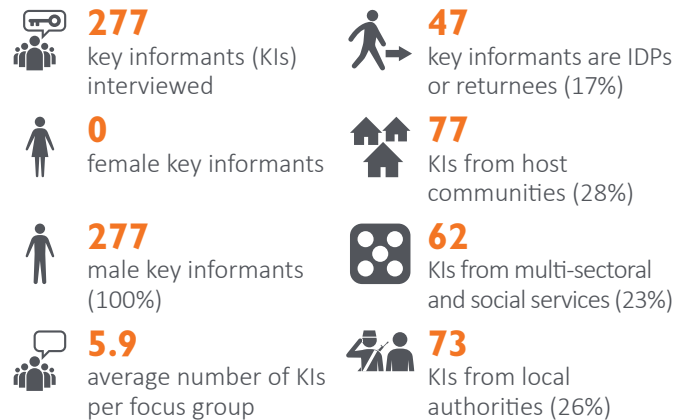 277
key informants (KIs)
interviewed
0
female key informants
277
male key informants
(100%)
5.9
average number of KIs
per focus group
47
key informants are IDPs
or returnees (17%)
77
KIs from host
communities (28%)
62
KIs from multi-sectoral
and social services (23%)
73
KIs from local
authorities (26%)